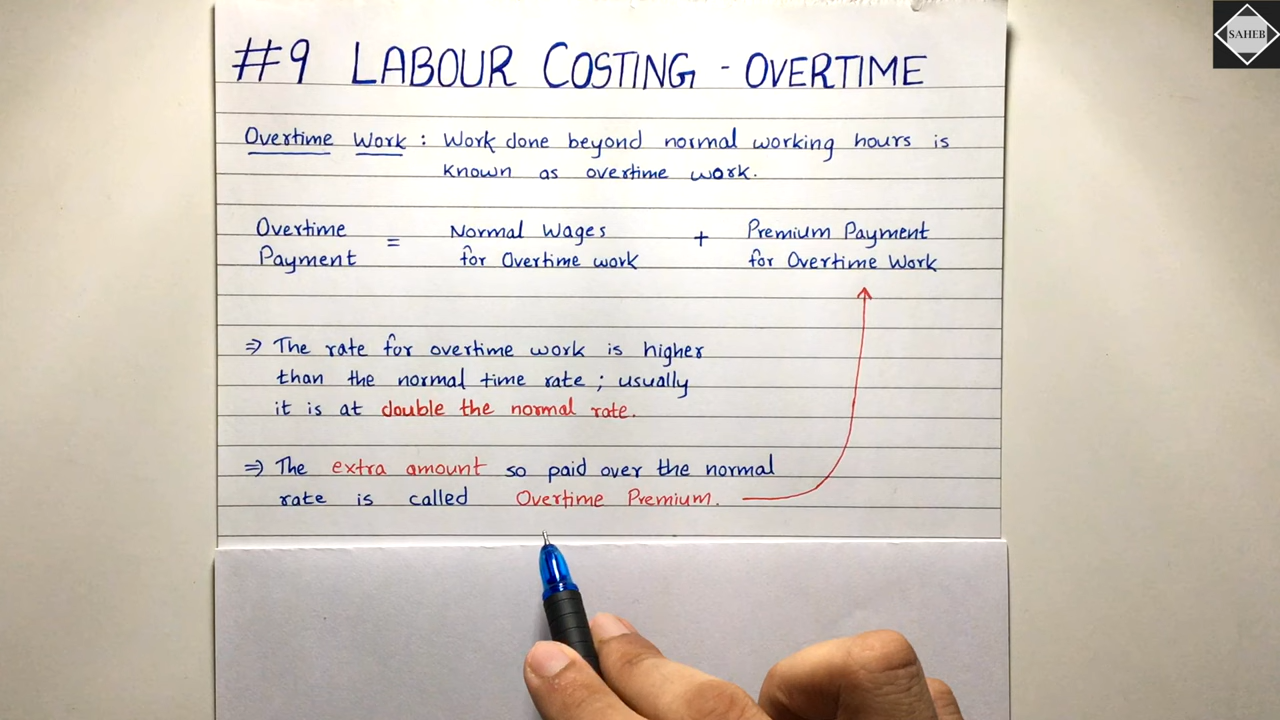 SAHEB
#9 LABOUR COSTING - OVERTIME
Overtime Work : Work done beyond normal working hours is
known as overtime work.
Overtime Payment = Normal Wages for Overtime work + Premium Payment for Overtime Work
⇒ The rate for overtime work is higher
than the normal time rate ; usually
it is at double the normal rate.
⇒ The extra amount so paid over the normal
rate is called Overtime Premium.